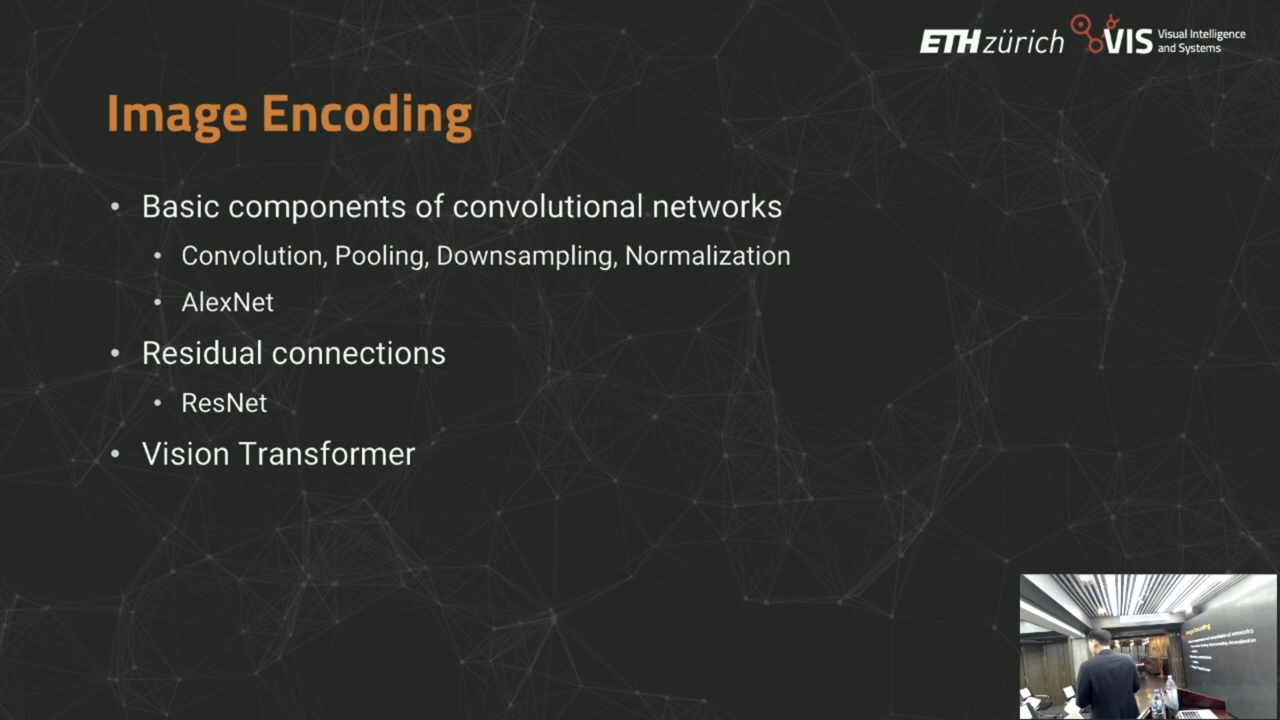 ETH zürich VIS Visual Intelligence
and Systems
Image Encoding
• Basic components of convolutional networks
• Convolution, Pooling, Downsampling, Normalization
• AlexNet
• Residual connections
• ResNet
• Vision Transformer